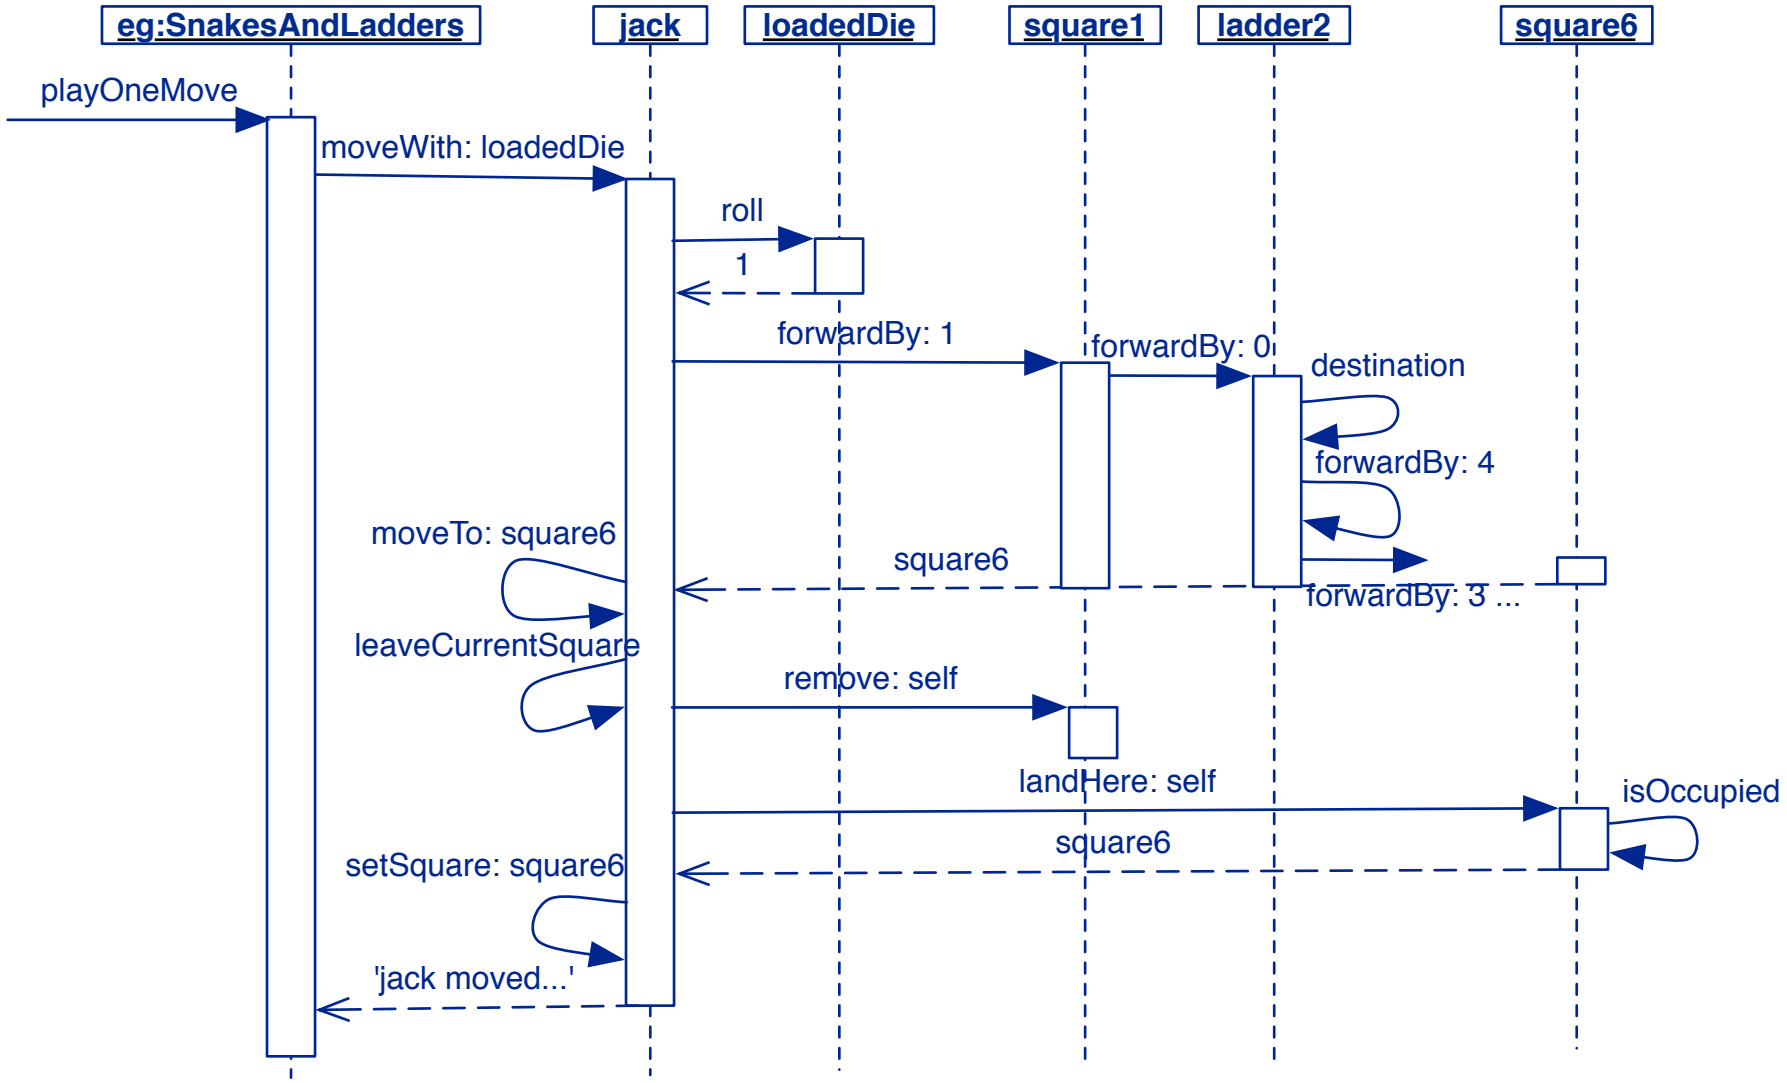 eg:SnakesAndLadders
jack
loadedDie
square1
ladder2
square6
playOneMove
moveWith: loadedDie
roll
1
forwardBy: 1
forwardBy: 0
destination
forwardBy: 4
moveTo: square6
square6
forwardBy: 3 ...
leaveCurrentSquare
remove: self
landHere: self
isOccupied
square6
setSquare: square6
'jack moved...'